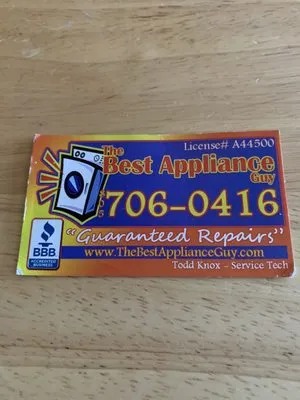 License# A44500
The
Best Appliance
Guy
706-0416
"Guaranteed Repairs"
www.TheBestApplianceGuy.com
Todd Knox - Service Tech
BBB
ACCREDITED
BUSINESS